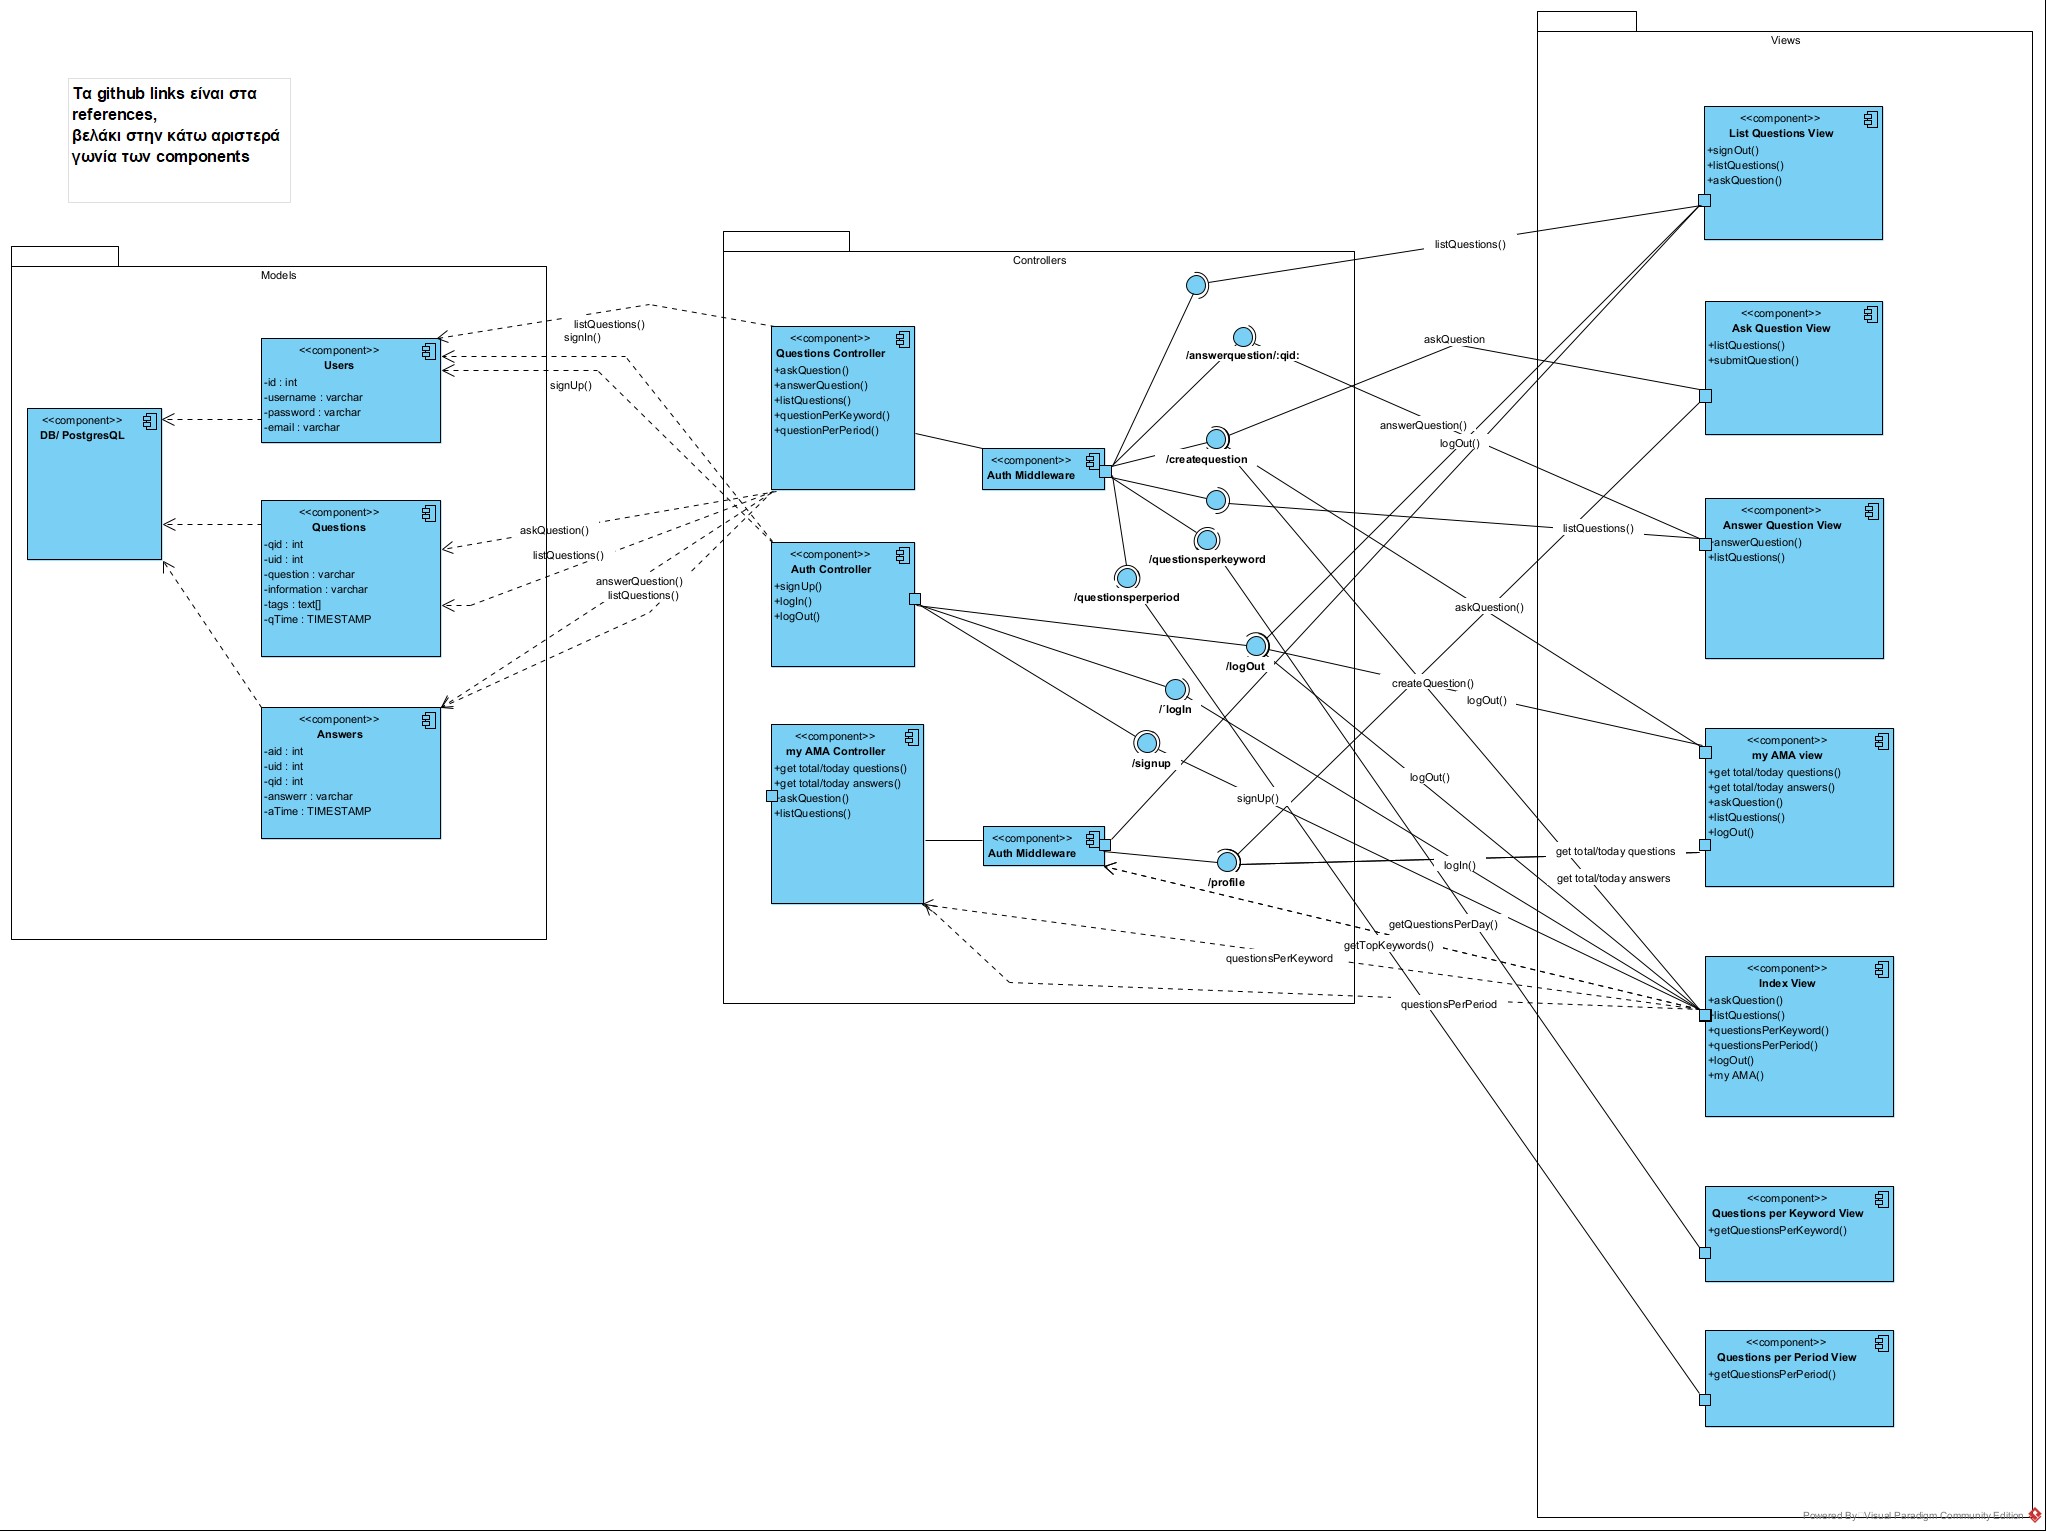 Τα github links είναι στα
references,
βελάκι στην κάτω αριστερά
γωνία των components
Models
<<component>>
DB/ PostgresQL
<<component>>
Users
-id : int
-username : varchar
-password : varchar
-email : varchar
<<component>>
Questions
-qid : int
-uid : int
-question : varchar
-information : varchar
-tags : text[]
-qTime : TIMESTAMP
<<component>>
Answers
-aid : int
-uid : int
-qid : int
-answerr : varchar
-aTime : TIMESTAMP
listQuestions()
signIn()
signUp()
askQuestion()
listQuestions()
answerQuestion()
listQuestions()
Controllers
<<component>>
Questions Controller
+askQuestion()
+answerQuestion()
+listQuestions()
+questionPerKeyword()
+questionPerPeriod()
<<component>>
Auth Middleware
<<component>>
Auth Controller
+signUp()
+logIn()
+logOut()
<<component>>
my AMA Controller
+get total/today questions()
+get total/today answers()
+askQuestion()
+listQuestions()
<<component>>
Auth Middleware
/answerquestion/:qid:
/createquestion
/questionsperkeyword
/questionsperperiod
/logOut
/´logIn
/signup
/profile
listQuestions()
askQuestion
answerQuestion()
logOut()
listQuestions()
askQuestion()
createQuestion()
logOut()
logOut()
signUp()
get total/today questions
logIn()
get total/today answers
getQuestionsPerDay()
getTopKeywords()
questionsPerKeyword
questionsPerPeriod
Views
<<component>>
List Questions View
+signOut()
+listQuestions()
+askQuestion()
<<component>>
Ask Question View
+listQuestions()
+submitQuestion()
<<component>>
Answer Question View
+answerQuestion()
+listQuestions()
<<component>>
my AMA view
+get total/today questions()
+get total/today answers()
+askQuestion()
+listQuestions()
+logOut()
<<component>>
Index View
+askQuestion()
+listQuestions()
+questionsPerKeyword()
+questionsPerPeriod()
+logOut()
+my AMA()
<<component>>
Questions per Keyword View
+getQuestionsPerKeyword()
<<component>>
Questions per Period View
+getQuestionsPerPeriod()
Powered By Visual Paradigm Community Edition